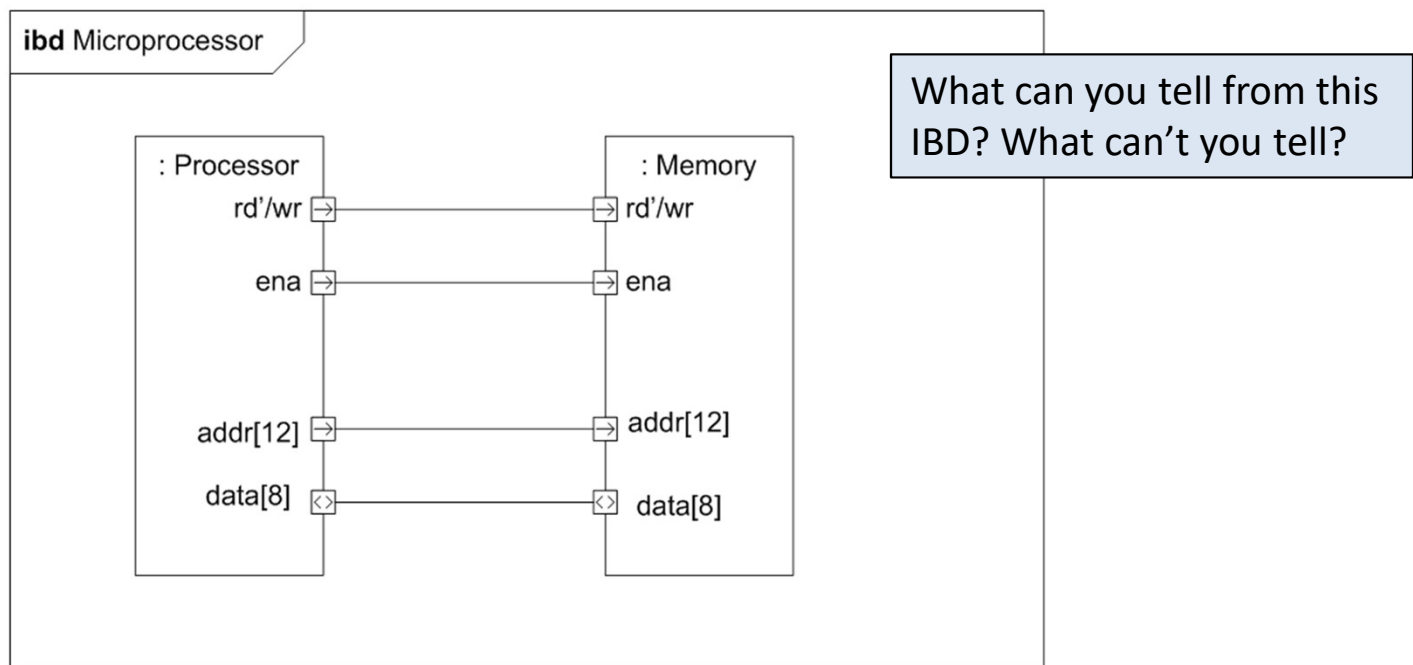 ibd Microprocessor
What can you tell from this
IBD? What can’t you tell?
: Processor
: Memory
rd’/wr
rd’/wr
ena
ena
addr[12]
addr[12]
data[8]
data[8]